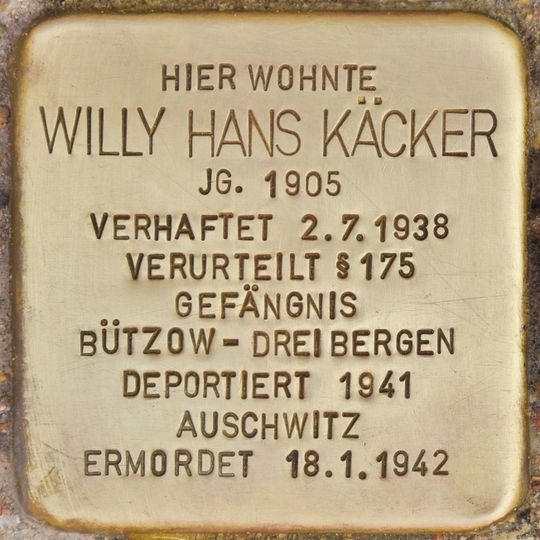 HIER WOHNTE
WILLY HANS KÄCKER
JG. 1905
VERHAFTET 2.7.1938
VERURTEILT § 175
GEFÄNGNIS
BÜTZOW - DREIBERGEN
DEPORTIERT 1941
AUSCHWITZ
ERMORDET 18.1.1942